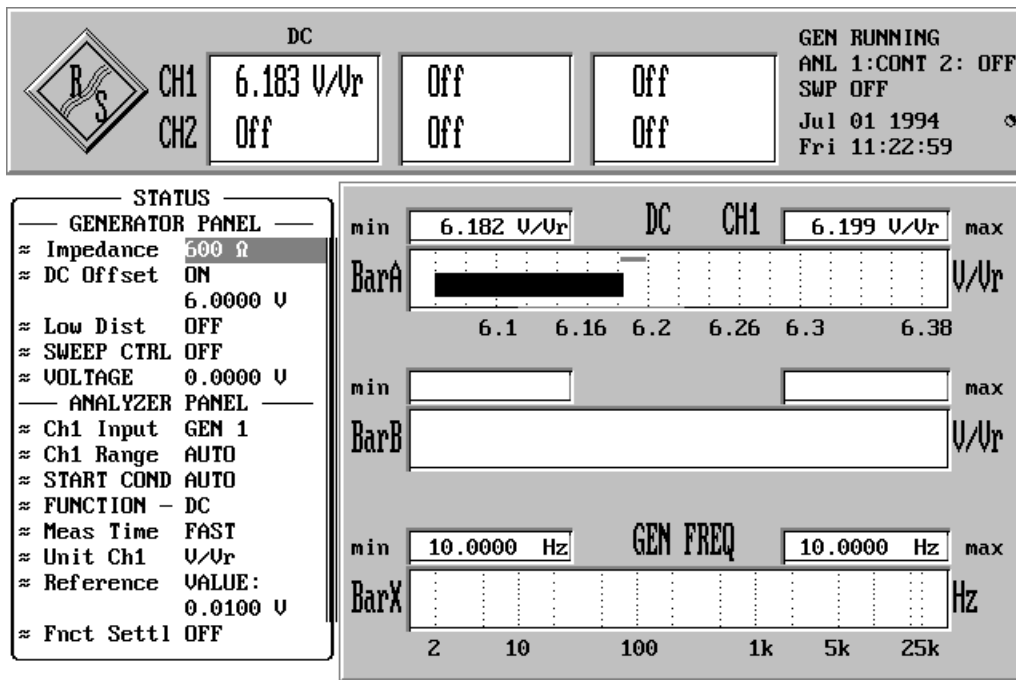 DC
R
S
CH1 6.183 V/Vr Off Off
CH2 Off Off Off
GEN RUNNING
ANL 1:CONT 2: OFF
SWP OFF
Jul 01 1994
Fri 11:22:59
STATUS
GENERATOR PANEL
≈ Impedance 600 Ω
≈ DC Offset ON
6.0000 V
≈ Low Dist OFF
≈ SWEEP CTRL OFF
≈ VOLTAGE 0.0000 V
ANALYZER PANEL
≈ Ch1 Input GEN 1
≈ Ch1 Range AUTO
≈ START COND AUTO
≈ FUNCTION – DC
≈ Meas Time FAST
≈ Unit Ch1 V/Vr
≈ Reference VALUE:
0.0100 V
≈ Fnct Settl OFF
min 6.182 V/Vr DC CH1 6.199 V/Vr max
BarA V/Vr
6.1 6.16 6.2 6.26 6.3 6.38
min max
BarB V/Vr
min 10.0000 Hz GEN FREQ 10.0000 Hz max
BarX Hz
2 10 100 1k 5k 25k